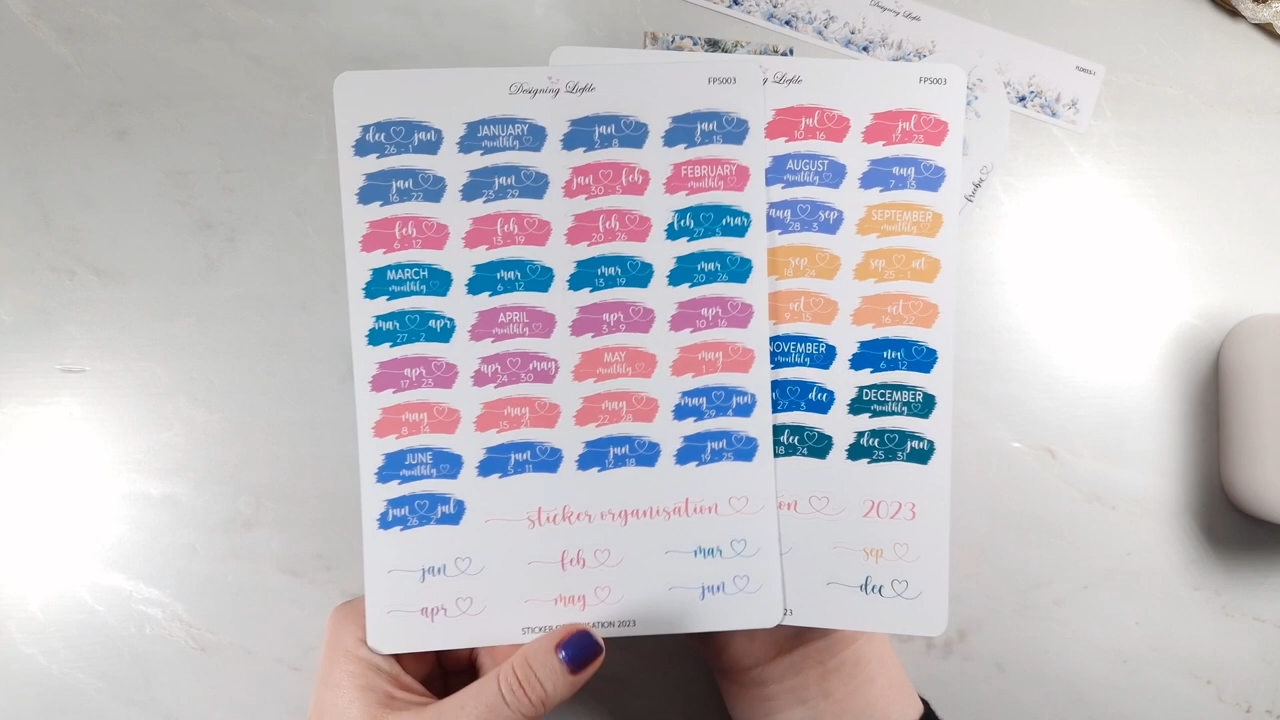 Designing Liefde
FLD015-1
freebie
Designing Liefde
FPS003
dec jan
26 - 1
JANUARY
monthly
jan
2 - 8
jan
9 - 15
jan
16 - 22
jan
23 - 29
jan feb
30 - 5
FEBRUARY
monthly
feb
6 - 12
feb
13 - 19
feb
20 - 26
feb mar
27 - 5
MARCH
monthly
mar
6 - 12
mar
13 - 19
mar
20 - 26
mar apr
27 - 2
APRIL
monthly
apr
3 - 9
apr
10 - 16
apr
17 - 23
apr may
24 - 30
MAY
monthly
may
1 - 7
may
8 - 14
may
15 - 21
may
22 - 28
may jun
29 - 4
JUNE
monthly
jun
5 - 11
jun
12 - 18
jun
19 - 25
jun jul
26 - 2
sticker organisation
jan
feb
mar
apr
may
jun
STICKER ORGANISATION 2023
g Liefde
FPS003
jul
10 - 16
jul
17 - 23
AUGUST
monthly
aug
7 - 13
aug sep
28 - 3
SEPTEMBER
monthly
sep
18 - 24
sep oct
25 - 1
oct
9 - 15
oct
16 - 22
NOVEMBER
monthly
nov
6 - 12
dec
27 - 3
DECEMBER
monthly
dec
18 - 24
dec jan
25 - 31
on 2023
sep
dec
23